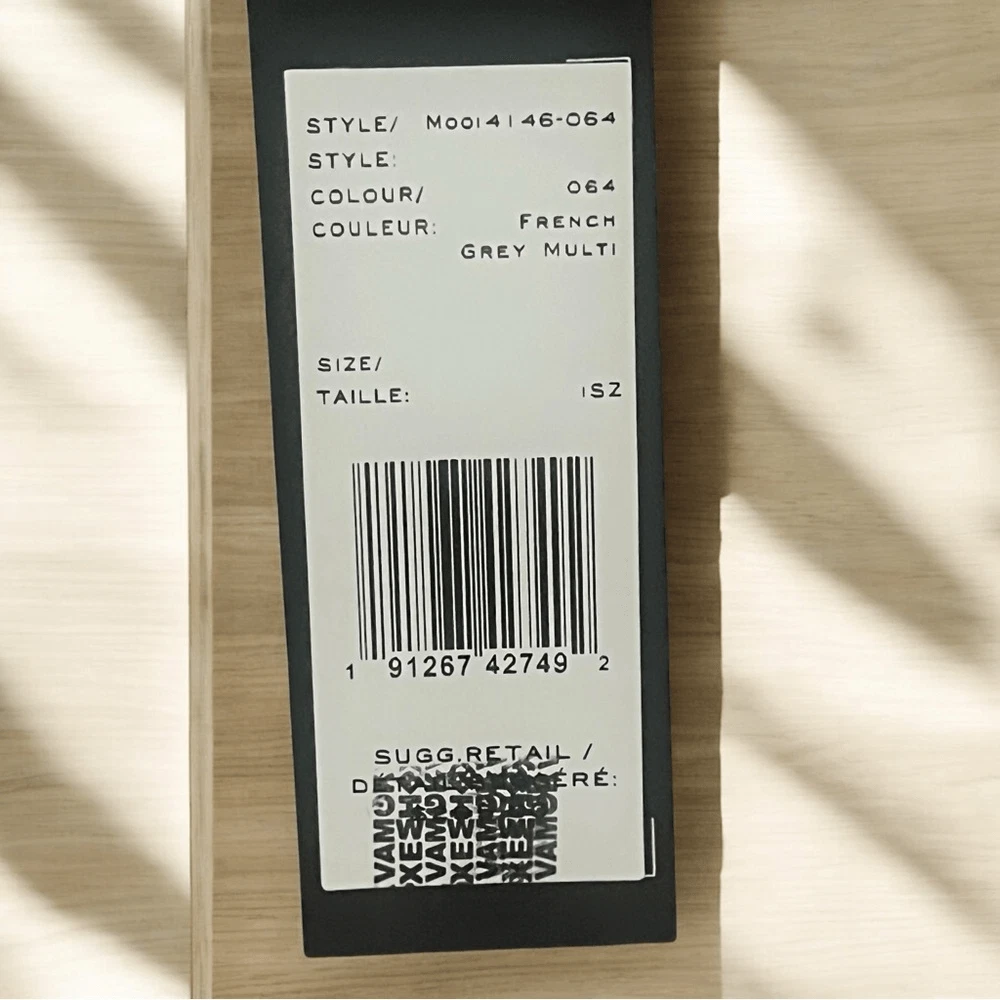 STYLE/ M0014146-064
STYLE:
COLOUR/ 064
COULEUR: FRENCH
GREY MULTI
SIZE/
TAILLE: 1SZ
1 91267 42749 2
SUGG.RETAIL /